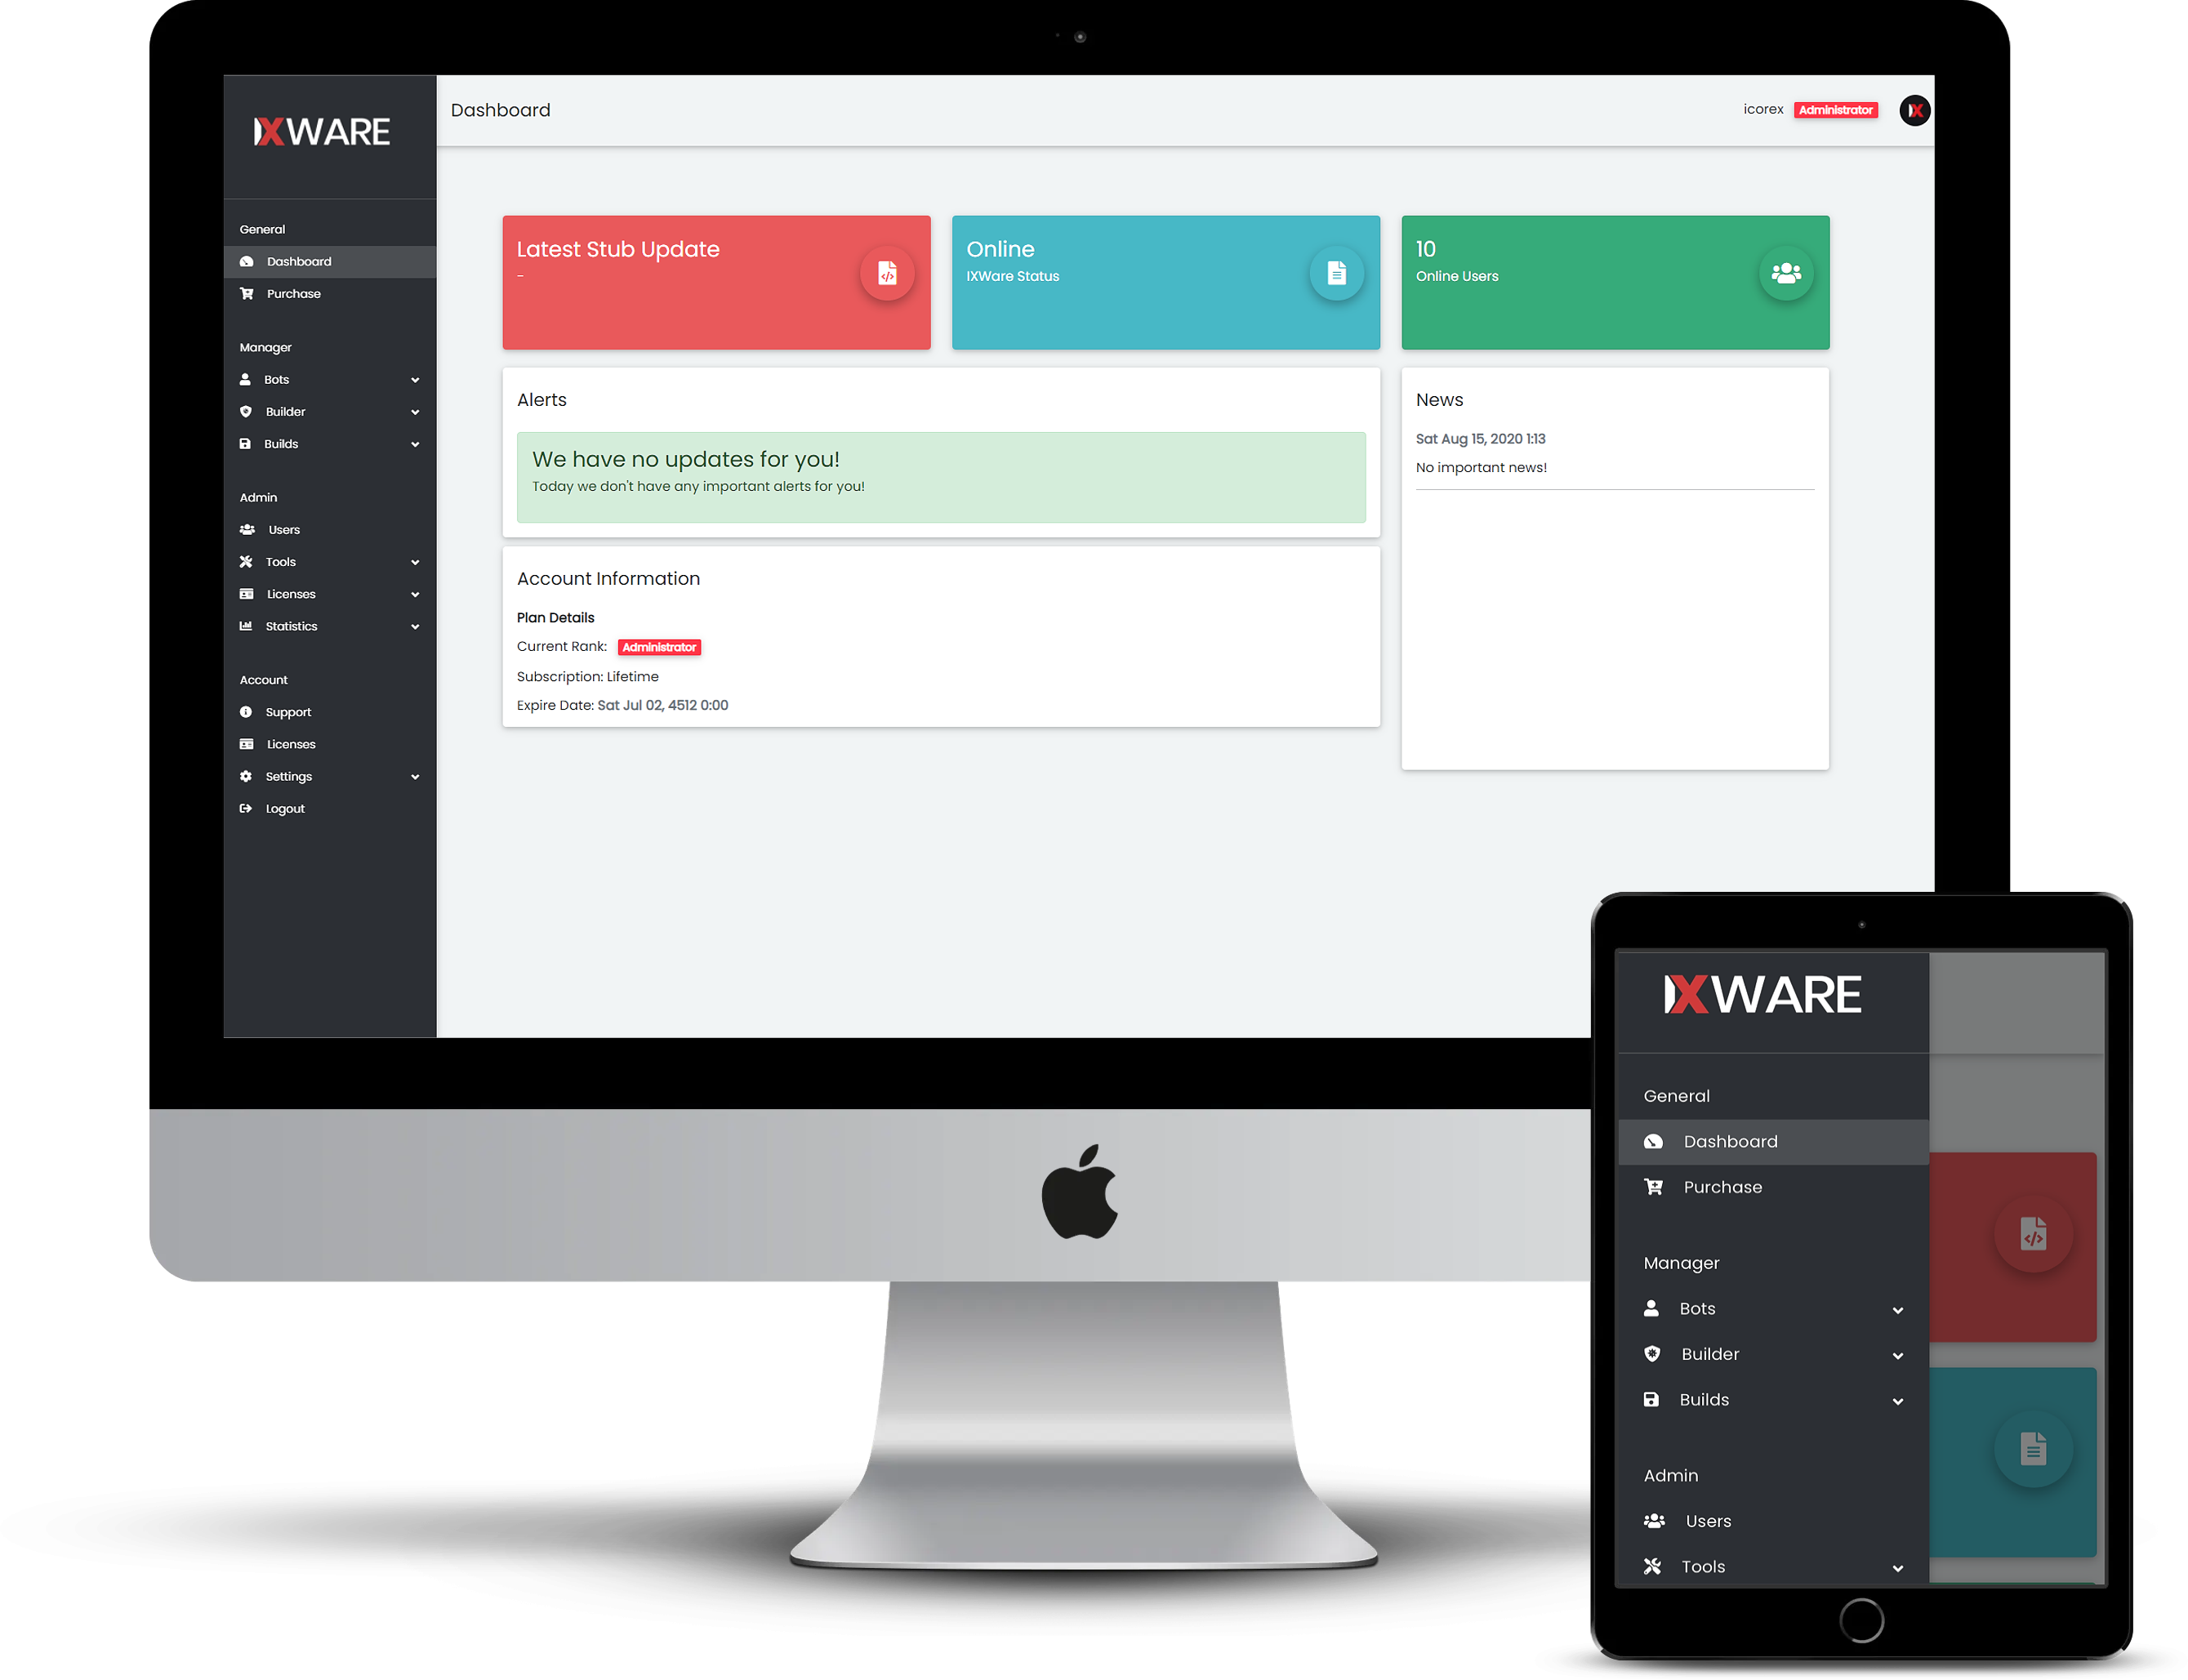 IXWARE
General
Dashboard
Purchase
Manager
Bots
Builder
Builds
Admin
Users
Tools
Licenses
Statistics
Account
Support
Licenses
Settings
Logout
Dashboard
icorex Administrator
IX
Latest Stub Update
-
Online
IXWare Status
10
Online Users
Alerts
We have no updates for you!
Today we don't have any important alerts for you!
News
Sat Aug 15, 2020 1:13
No important news!
Account Information
Plan Details
Current Rank: Administrator
Subscription: Lifetime
Expire Date: Sat Jul 02, 4512 0:00
IXWARE
General
Dashboard
Purchase
Manager
Bots
Builder
Builds
Admin
Users
Tools